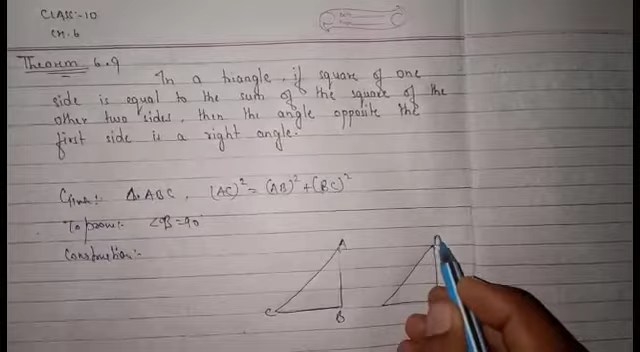 CLASS:-10
CH. 6
Theorem 6.9
In a triangle, if square of one
side is equal to the sum of the square of the
other two sides, then the angle opposite the
first side is a right angle.
Given:- Δ ABC, (AC)² = (AB)² + (BC)²
To prove:- ∠B=90°
Construction:-
A
C
B